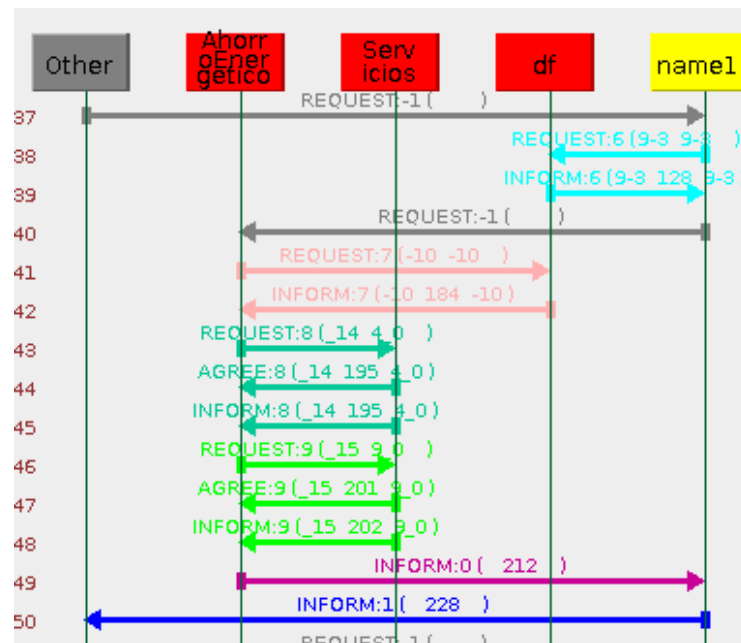 Other
Ahorr
oEner
gético
Serv
icios
df
name1
REQUEST:-1 ( )
37
REQUEST:6 (9-3 9-3 )
38
INFORM:6 (9-3 128 9-3
39
REQUEST:-1 ( )
40
REQUEST:7 (-10 -10 )
41
INFORM:7 (-10 184 -10)
42
REQUEST:8 (_14 4_0 )
43
AGREE:8 (_14 195 4_0)
44
INFORM:8 (_14 195 4_0)
45
REQUEST:9 (_15 9_0 )
46
AGREE:9 (_15 201 9_0)
47
INFORM:9 (_15 202 9_0)
48
INFORM:0 ( 212 )
49
INFORM:1 ( 228 )
50
REQUEST:-1 ( )